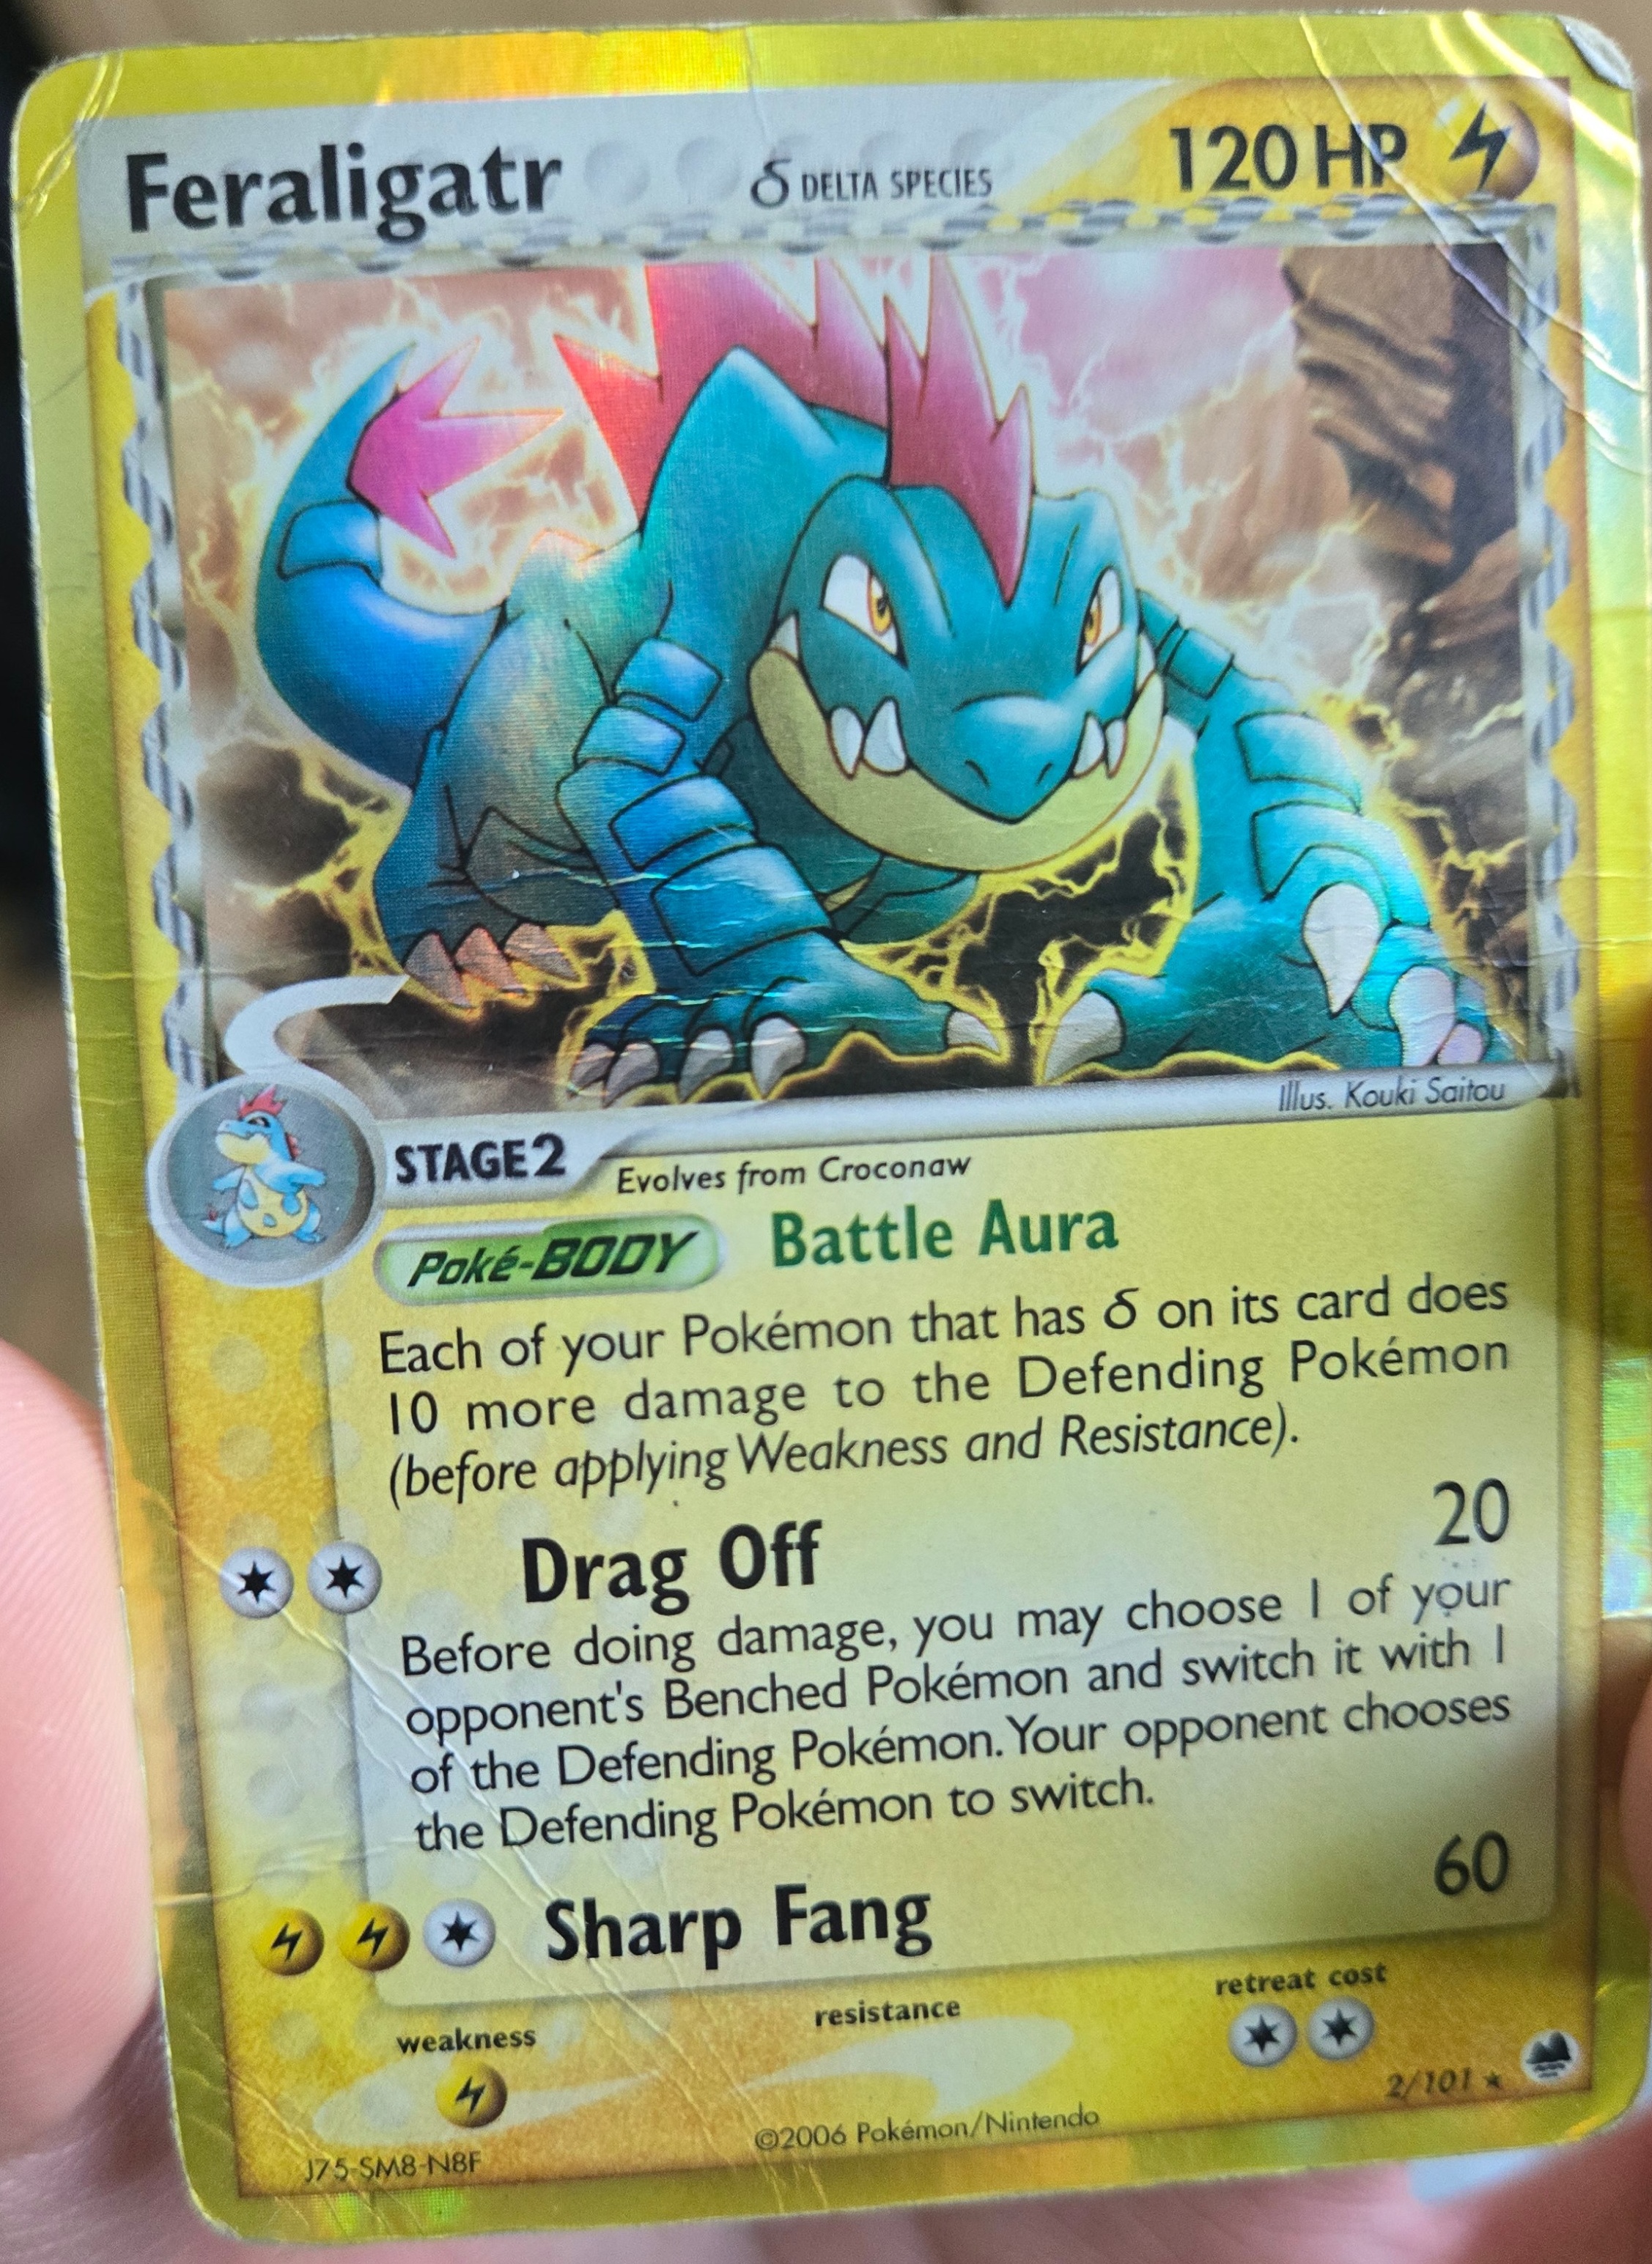 Feraligatr δ DELTA SPECIES 120 HP
Illus. Kouki Saitou
STAGE 2 Evolves from Croconaw
Poké-BODY Battle Aura
Each of your Pokémon that has δ on its card does
10 more damage to the Defending Pokémon
(before applying Weakness and Resistance).
Drag Off 20
Before doing damage, you may choose 1 of your
opponent's Benched Pokémon and switch it with 1
of the Defending Pokémon. Your opponent chooses
the Defending Pokémon to switch.
Sharp Fang 60
weakness resistance retreat cost
2/101 ★
J75-SM8-N8F ©2006 Pokémon/Nintendo